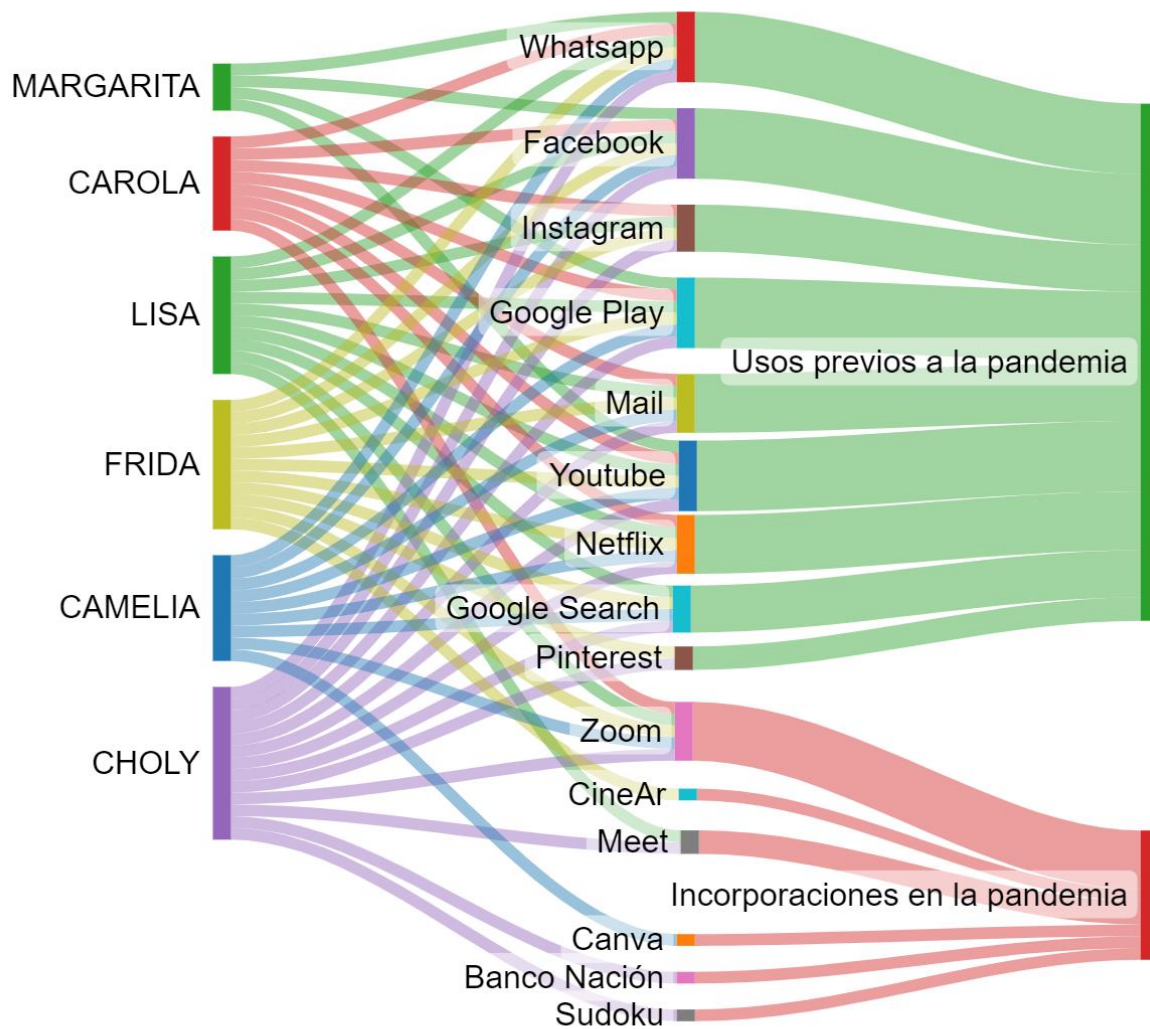 MARGARITA
CAROLA
LISA
FRIDA
CAMELIA
CHOLY
Whatsapp
Facebook
Instagram
Google Play
Mail
Youtube
Netflix
Google Search
Pinterest
Zoom
CineAr
Meet
Canva
Banco Nación
Sudoku
Usos previos a la pandemia
Incorporaciones en la pandemia